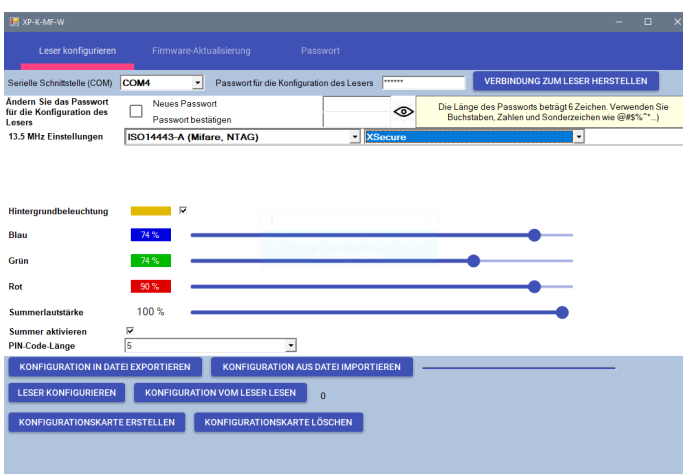 XP-K-MF-W
Leser konfigurieren Firmware-Aktualisierung Passwort
Serielle Schnittstelle (COM) COM4 Passwort für die Konfiguration des Lesers ****** VERBINDUNG ZUM LESER HERSTELLEN
Ändern Sie das Passwort
für die Konfiguration des
Lesers
Neues Passwort
Passwort bestätigen
Die Länge des Passworts beträgt 6 Zeichen. Verwenden Sie
Buchstaben, Zahlen und Sonderzeichen wie @#$%^*...)
13.5 MHz Einstellungen ISO14443-A (Mifare, NTAG) XSecure
Hintergrundbeleuchtung
Blau 74 %
Grün 74 %
Rot 90 %
Summerlautstärke 100 %
Summer aktivieren
PIN-Code-Länge 5
KONFIGURATION IN DATEI EXPORTIEREN KONFIGURATION AUS DATEI IMPORTIEREN
LESER KONFIGURIEREN KONFIGURATION VOM LESER LESEN 0
KONFIGURATIONSKARTE ERSTELLEN KONFIGURATIONSKARTE LÖSCHEN